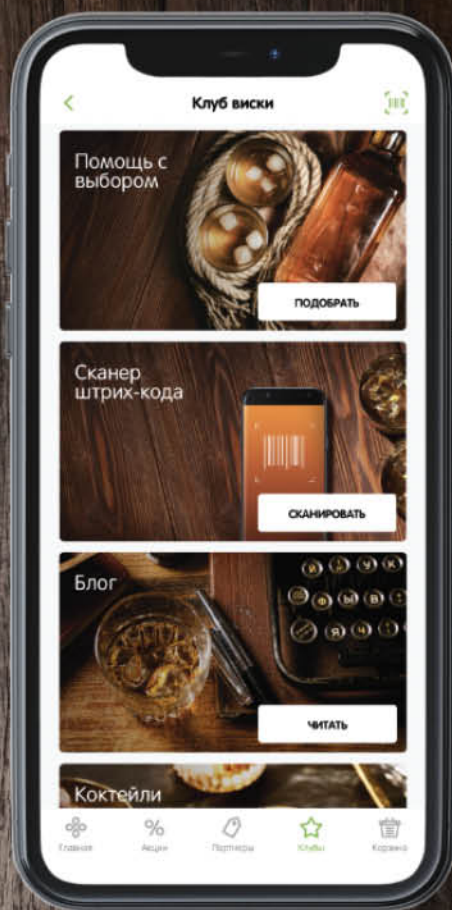 Клуб виски
Помощь с
выбором
ПОДОБРАТЬ
Сканер
штрих-кода
СКАНИРОВАТЬ
Блог
Й
У
К
Ф
Ы
В
Я
Ч
ЧИТАТЬ
Коктейли
Главная
Акции
Партнеры
Клубы
Корзина